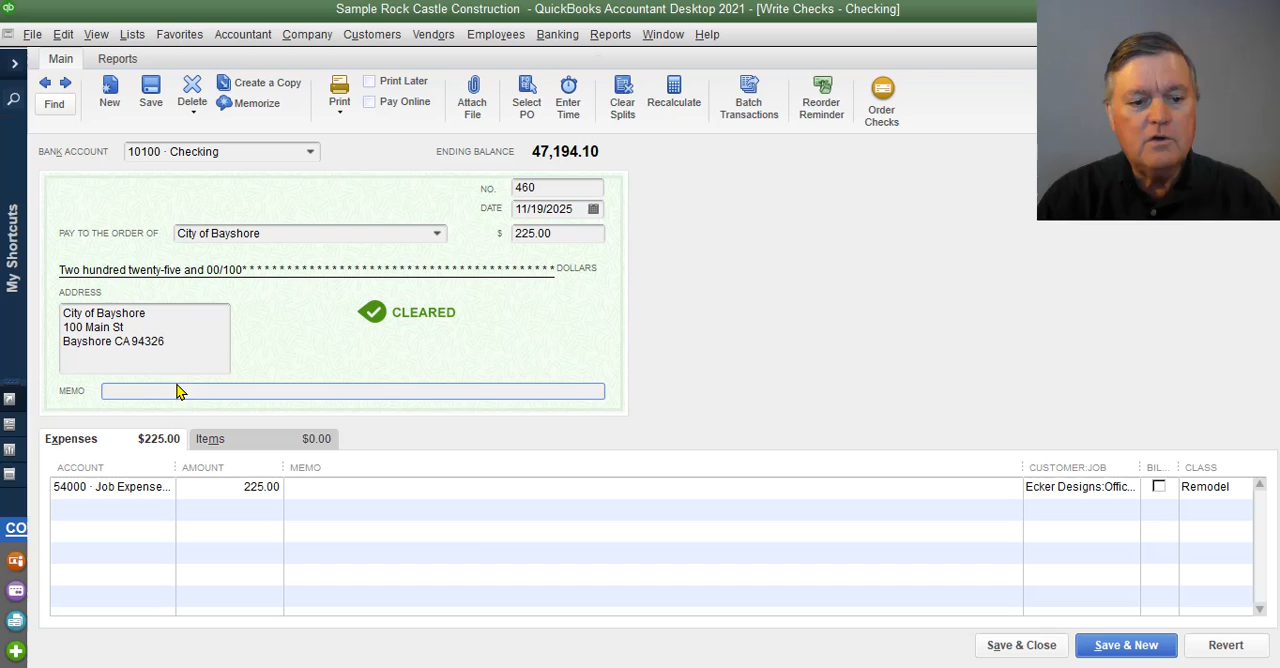 Sample Rock Castle Construction - QuickBooks Accountant Desktop 2021 - [Write Checks - Checking]
File Edit View Lists Favorites Accountant Company Customers Vendors Employees Banking Reports Window Help
Main Reports
Find New Save Delete Create a Copy Memorize Print Print Later Pay Online Attach File Select PO Enter Time Clear Splits Recalculate Batch Transactions Reorder Reminder Order Checks
My Shortcuts
BANK ACCOUNT 10100 · Checking ENDING BALANCE 47,194.10
NO. 460
DATE 11/19/2025
PAY TO THE ORDER OF City of Bayshore $ 225.00
Two hundred twenty-five and 00/100* * * * * * * * * * * * * * * * * * * * * * * * * * * * * * * * * * * * * * * * * * DOLLARS
ADDRESS
City of Bayshore
100 Main St
Bayshore CA 94326
CLEARED
MEMO
Expenses $225.00 Items $0.00
ACCOUNT AMOUNT MEMO CUSTOMER:JOB BIL... CLASS
54000 · Job Expense... 225.00 Ecker Designs:Offic... Remodel
CO
Save & Close Save & New Revert